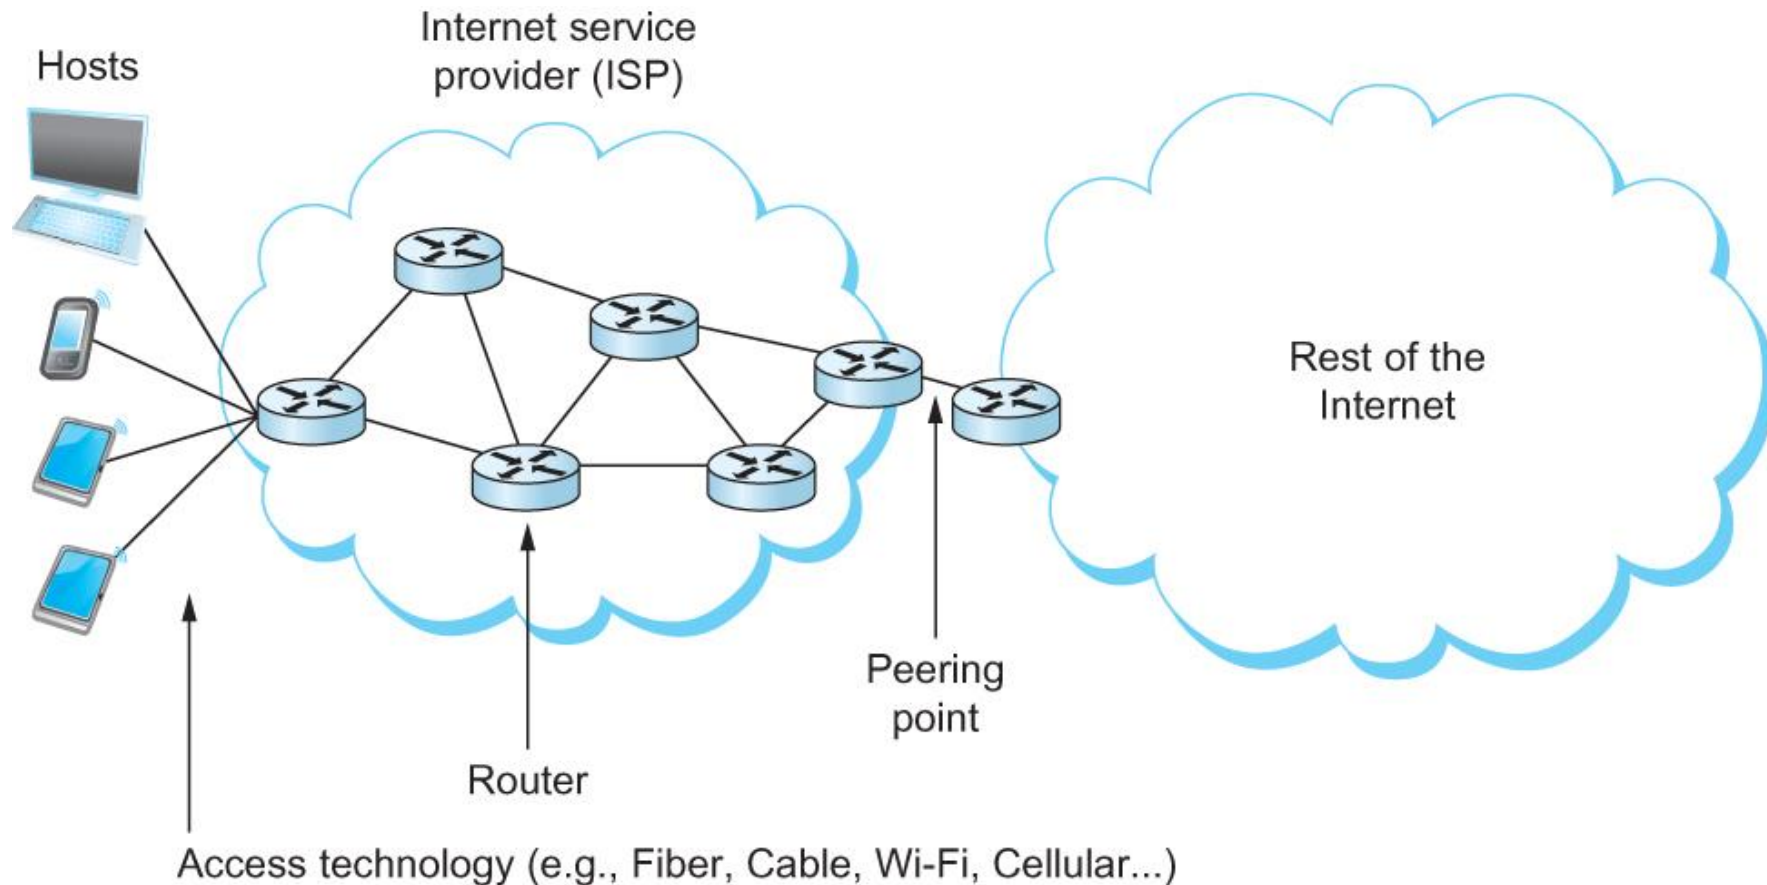 Internet service
provider (ISP)
Hosts
Rest of the
Internet
Peering
point
Router
Access technology (e.g., Fiber, Cable, Wi-Fi, Cellular...)